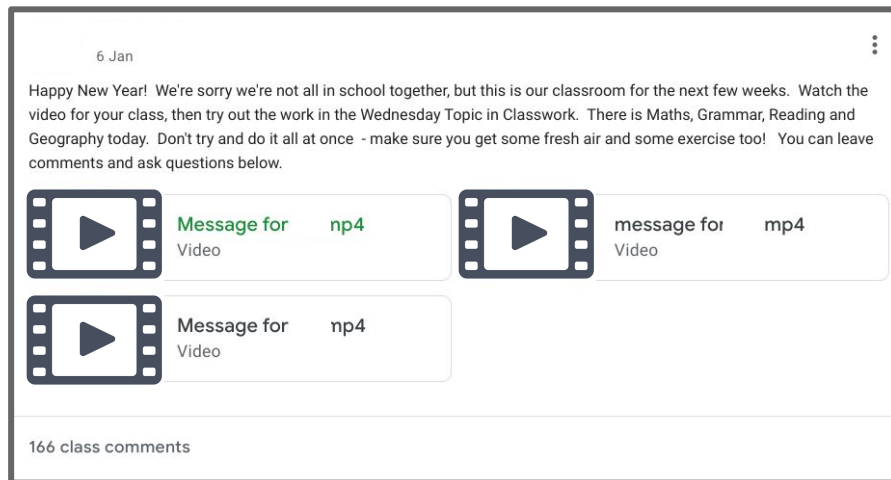 6 Jan
Happy New Year!  We're sorry we're not all in school together, but this is our classroom for the next few weeks.  Watch the
video for your class, then try out the work in the Wednesday Topic in Classwork.  There is Maths, Grammar, Reading and
Geography today.  Don't try and do it all at once  - make sure you get some fresh air and some exercise too!   You can leave
comments and ask questions below.
Message for mp4
Video
message for mp4
Video
Message for mp4
Video
166 class comments